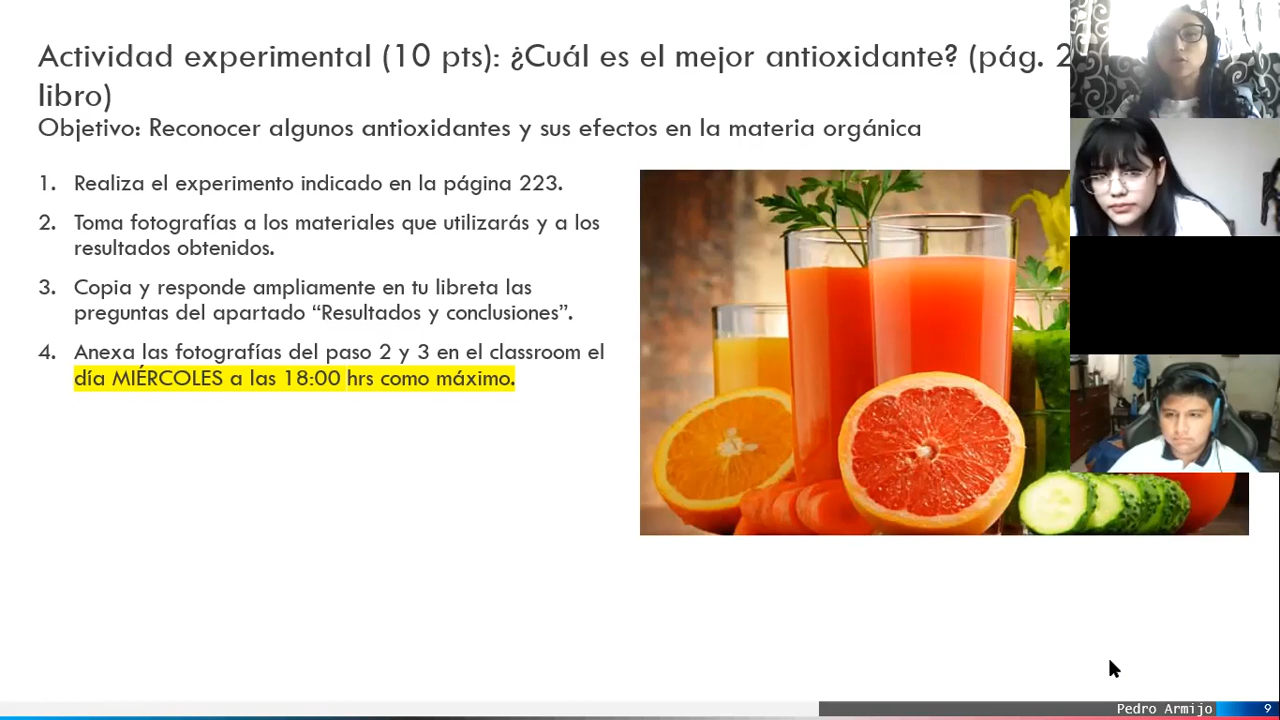 Actividad experimental (10 pts): ¿Cuál es el mejor antioxidante? (pág. 2
libro)
Objetivo: Reconocer algunos antioxidantes y sus efectos en la materia orgánica
1. Realiza el experimento indicado en la página 223.
2. Toma fotografías a los materiales que utilizarás y a los
resultados obtenidos.
3. Copia y responde ampliamente en tu libreta las
preguntas del apartado “Resultados y conclusiones”.
4. Anexa las fotografías del paso 2 y 3 en el classroom el
día MIÉRCOLES a las 18:00 hrs como máximo.
Pedro Armijo
9